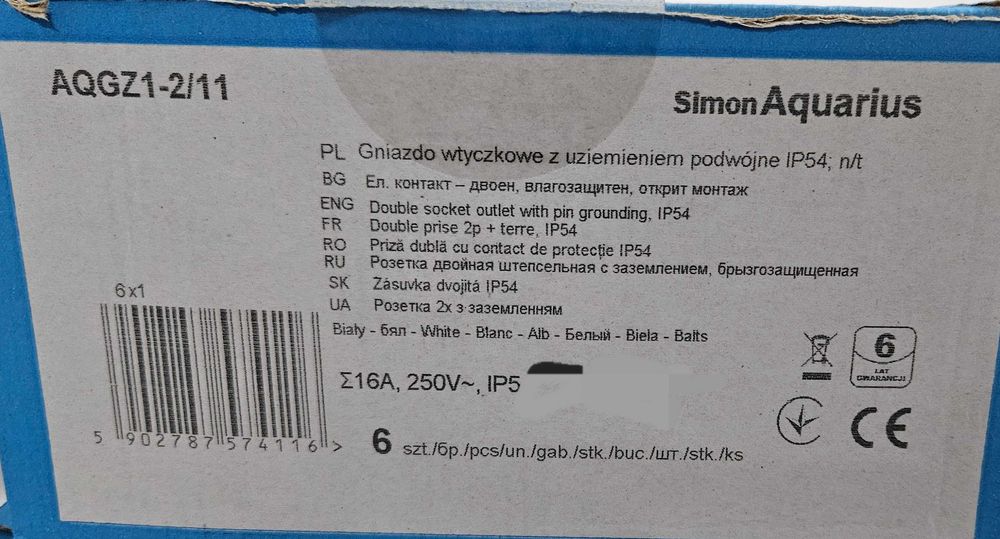 AQGZ1-2/11
Simon Aquarius
PL Gniazdo wtyczkowe z uziemieniem podwójne IP54; n/t
BG Ел. контакт – двоен, влагозащитен, открит монтаж
ENG Double socket outlet with pin grounding, IP54
FR Double prise 2p + terre, IP54
RO Priză dublă cu contact de protecţie IP54
RU Розетка двойная штепсельная с заземлением, брызгозащищенная
SK Zásuvka dvojitá IP54
UA Розетка 2x з заземленням
6x1
Biały - бял - White - Blanc - Alb - Белый - Biela - Balts
6
LAT
GWARANCJI
Σ16A, 250V~, IP5
CE
5 902787 574116 >
6 szt./бр./pcs/un./gab./stk./buc./шт./stk./ks